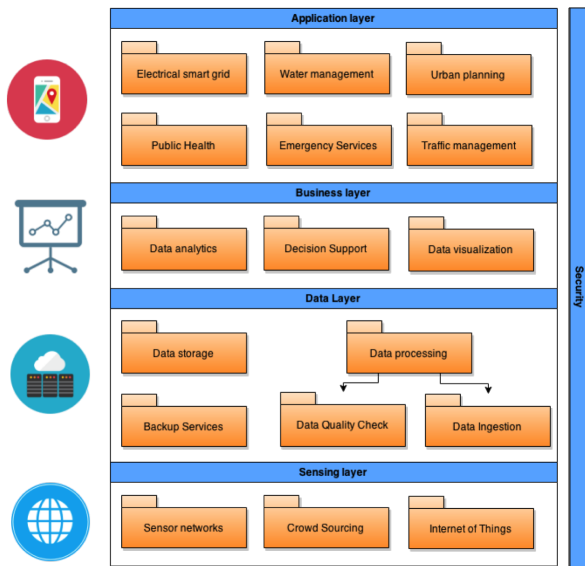 Application layer
Electrical smart grid
Water management
Urban planning
Public Health
Emergency Services
Traffic management
Business layer
Data analytics
Decision Support
Data visualization
Data Layer
Data storage
Data processing
Backup Services
Data Quality Check
Data Ingestion
Sensing layer
Sensor networks
Crowd Sourcing
Internet of Things
Security